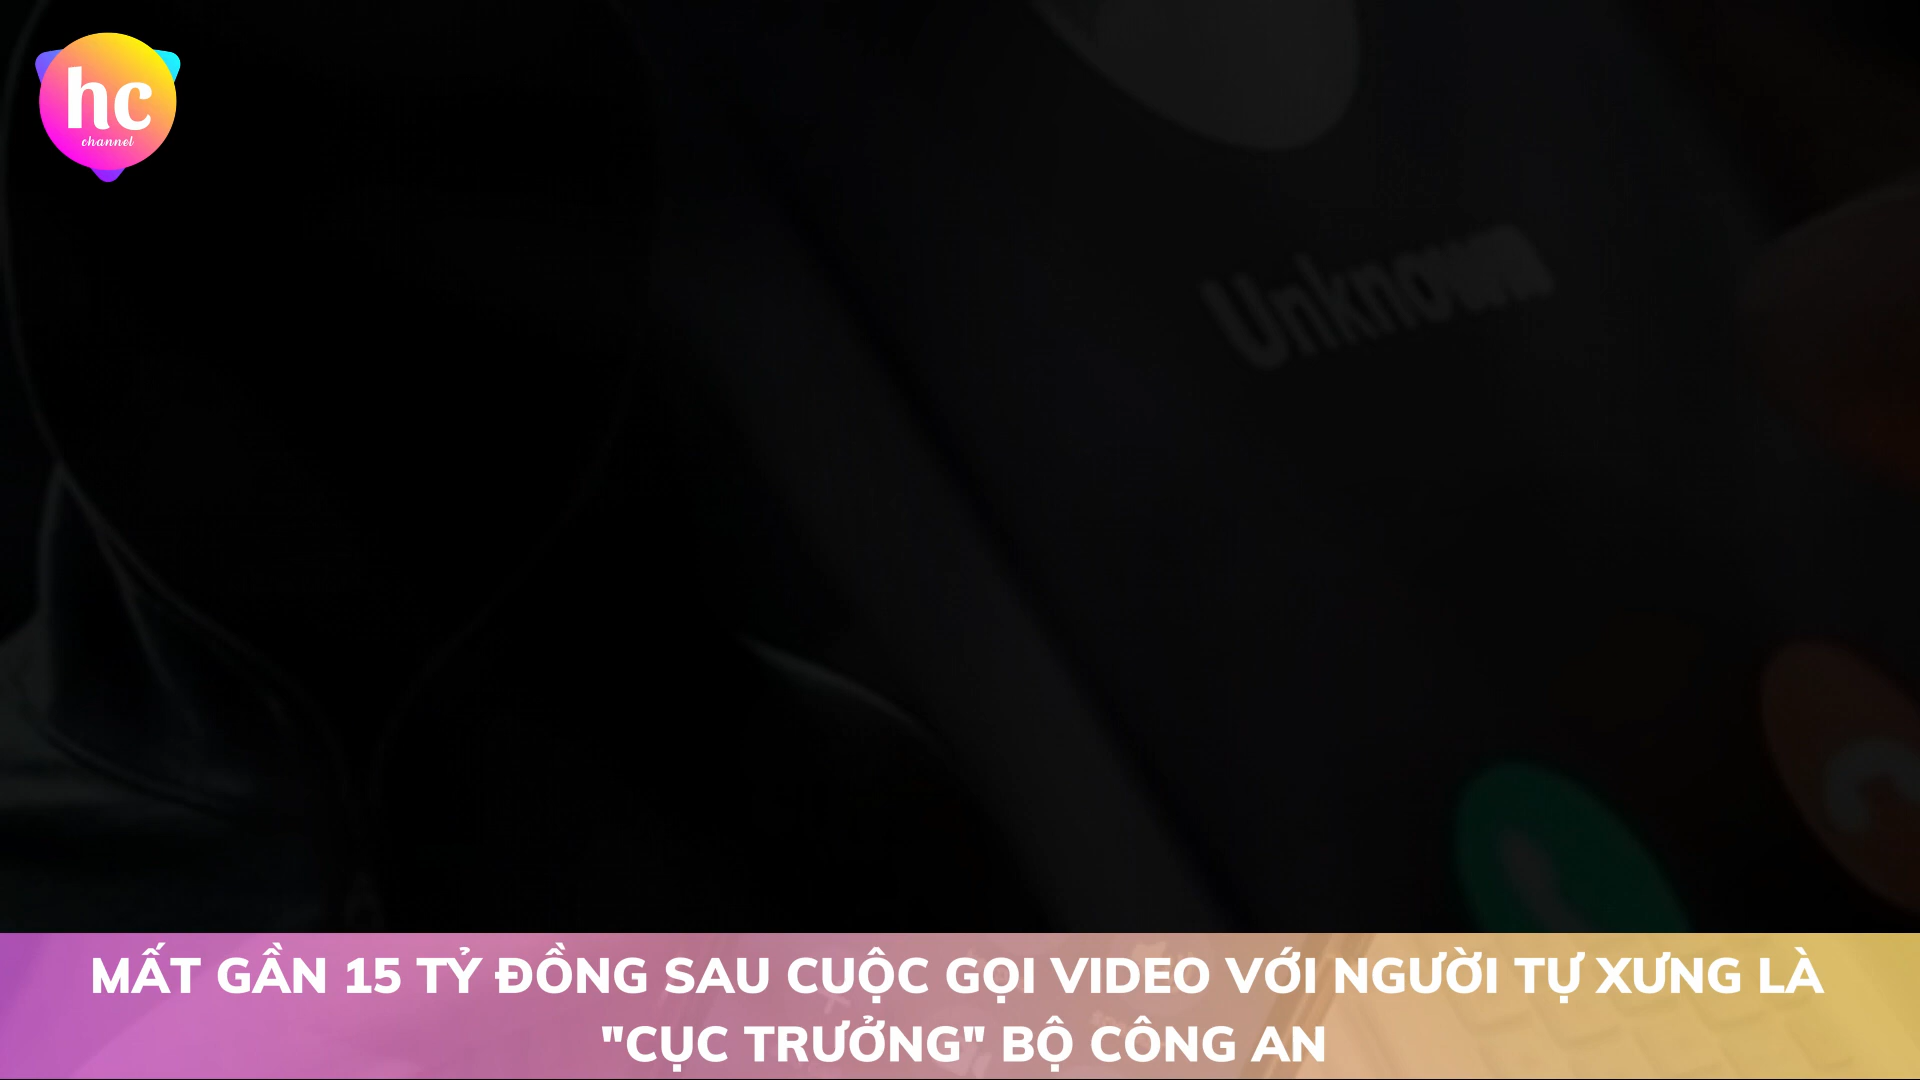 hc
channel
Unknown
MẤT GẦN 15 TỶ ĐỒNG SAU CUỘC GỌI VIDEO VỚI NGƯỜI TỰ XƯNG LÀ
"CỤC TRƯỞNG" BỘ CÔNG AN